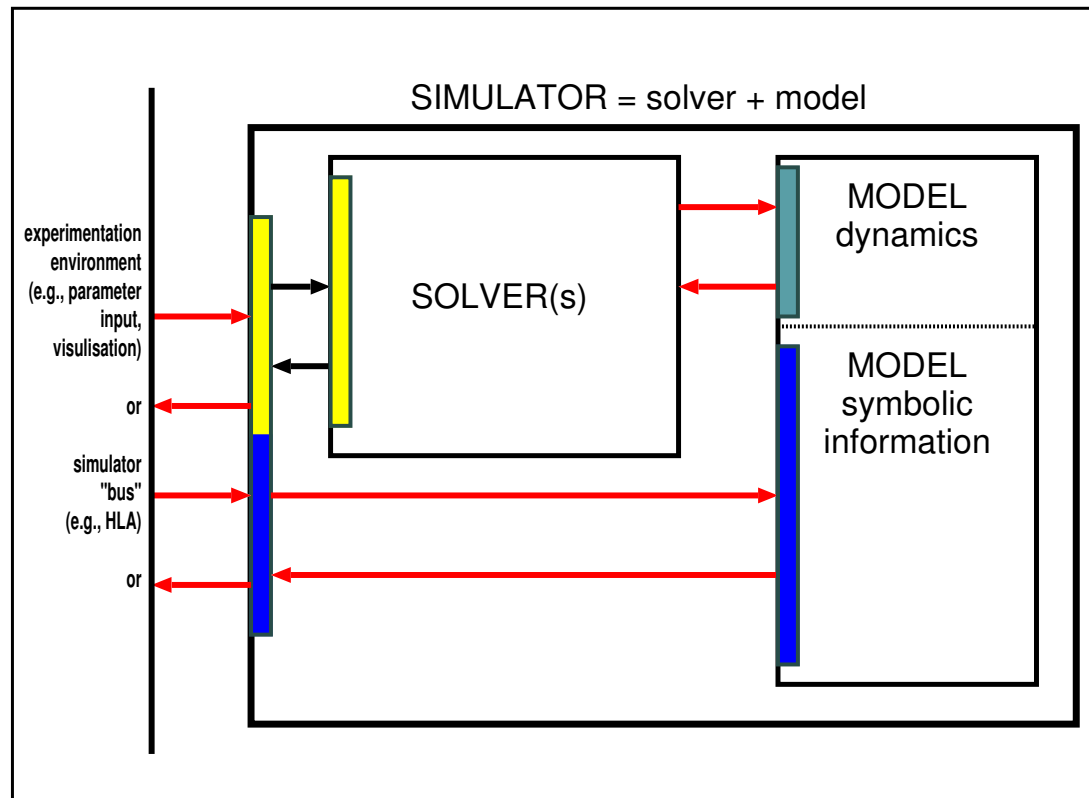 SIMULATOR = solver + model
experimentation
environment
(e.g., parameter
input,
visulisation)
or
simulator
"bus"
(e.g., HLA)
or
SOLVER(s)
MODEL
dynamics
MODEL
symbolic
information